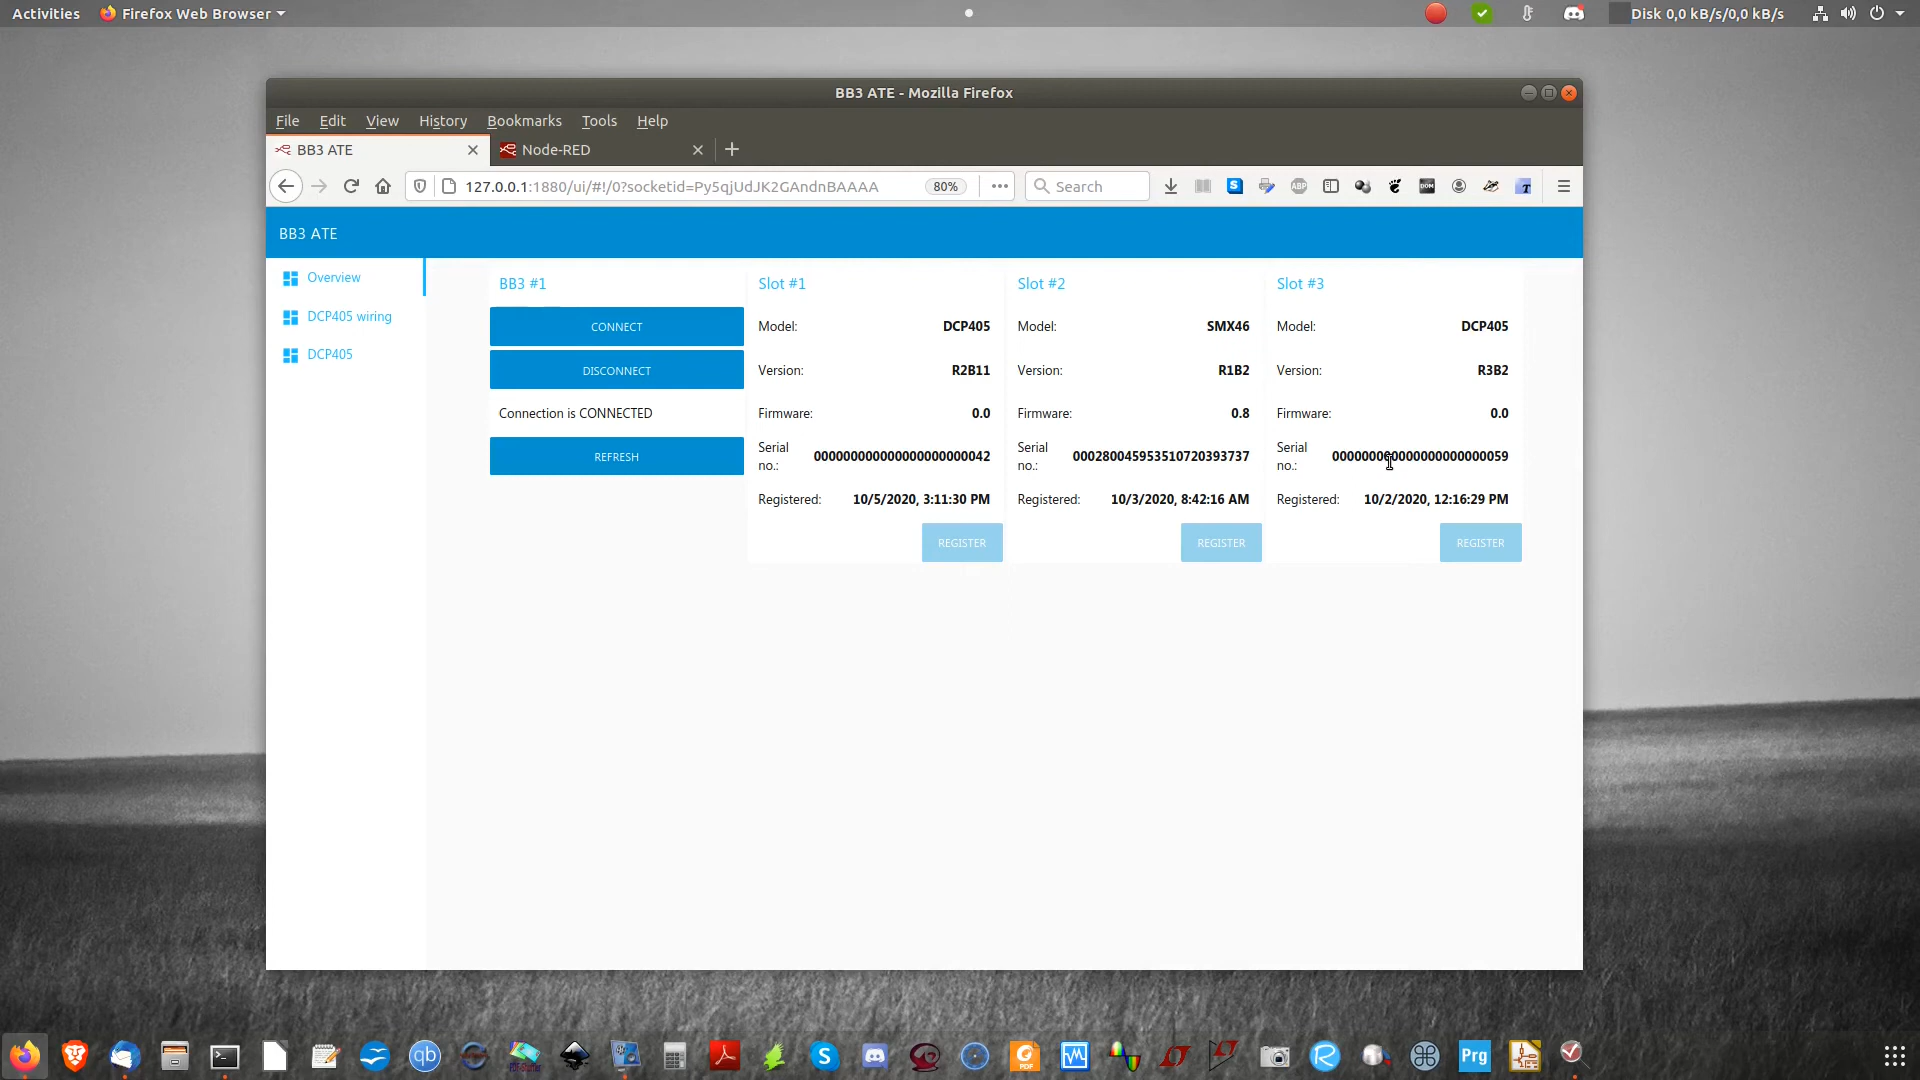 Activities Firefox Web Browser Disk 0,0 kB/s/0,0 kB/s
BB3 ATE - Mozilla Firefox
File Edit View History Bookmarks Tools Help
BB3 ATE Node-RED
127.0.0.1:1880/ui/#!/0?socketid=Py5qjUdJK2GAndnBAAAA 80% Search
BB3 ATE
Overview
DCP405 wiring
DCP405
BB3 #1
CONNECT
DISCONNECT
Connection is CONNECTED
REFRESH
Slot #1
Model: DCP405
Version: R2B11
Firmware: 0.0
Serial no.: 000000000000000000000042
Registered: 10/5/2020, 3:11:30 PM
REGISTER
Slot #2
Model: SMX46
Version: R1B2
Firmware: 0.8
Serial no.: 000280045953510720393737
Registered: 10/3/2020, 8:42:16 AM
REGISTER
Slot #3
Model: DCP405
Version: R3B2
Firmware: 0.0
Serial no.: 000000000000000000000059
Registered: 10/2/2020, 12:16:29 PM
REGISTER
qb
PDF
Prg